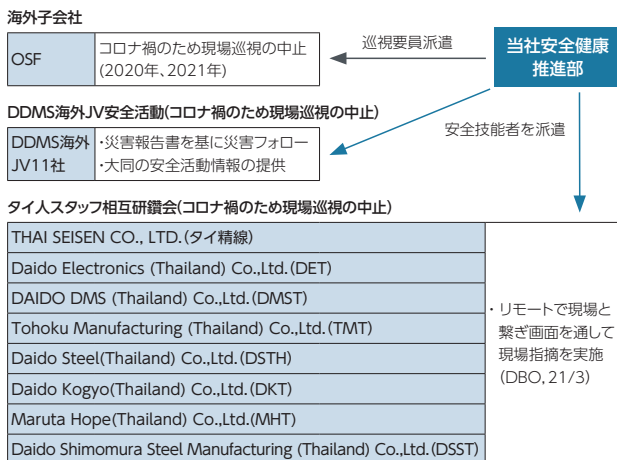 海外子会社
OSF
コロナ禍のため現場巡視の中止
(2020年、2021年)
巡視要員派遣
当社安全健康
推進部
DDMS海外JV安全活動(コロナ禍のため現場巡視の中止)
安全技能者を派遣
DDMS海外
JV11社
・災害報告書を基に災害フォロー
・大同の安全活動情報の提供
タイ人スタッフ相互研鑽会(コロナ禍のため現場巡視の中止)
THAI SEISEN CO., LTD.(タイ精線)
Daido Electronics (Thailand) Co.,Ltd.(DET)
DAIDO DMS (Thailand) Co.,Ltd.(DMST)
Tohoku Manufacturing (Thailand) Co.,Ltd.(TMT)
Daido Steel(Thailand) Co.,Ltd.(DSTH)
Daido Kogyo(Thailand) Co.,Ltd.(DKT)
Maruta Hope(Thailand) Co.,Ltd.(MHT)
Daido Shimomura Steel Manufacturing (Thailand) Co.,Ltd.(DSST)
・リモートで現場と
繋ぎ画面を通して
現場指摘を実施
(DBO, 21/3)